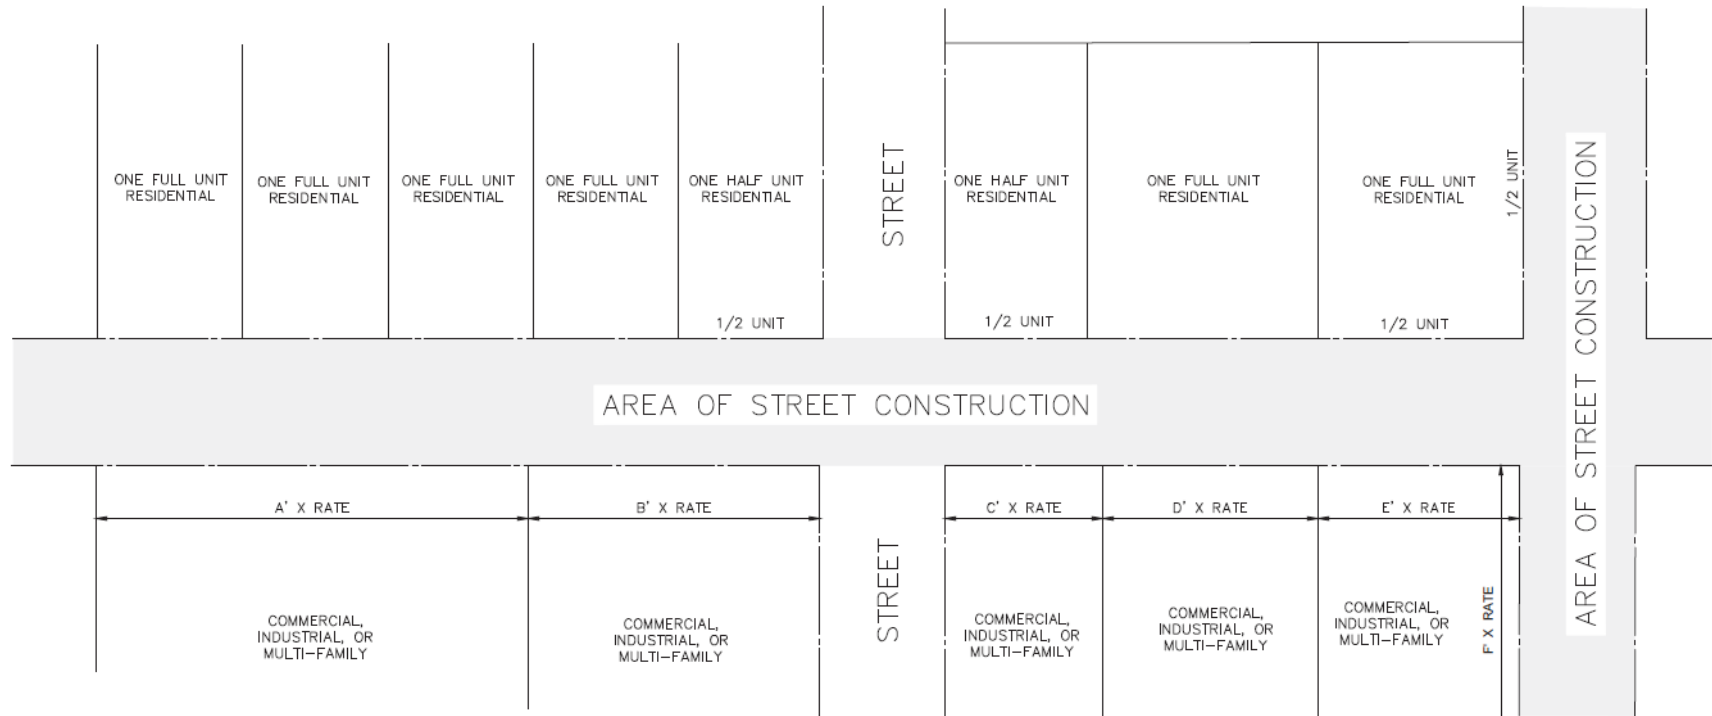 ONE FULL UNIT
RESIDENTIAL
ONE FULL UNIT
RESIDENTIAL
ONE FULL UNIT
RESIDENTIAL
ONE FULL UNIT
RESIDENTIAL
ONE HALF UNIT
RESIDENTIAL
1/2 UNIT
STREET
ONE HALF UNIT
RESIDENTIAL
1/2 UNIT
ONE FULL UNIT
RESIDENTIAL
ONE FULL UNIT
RESIDENTIAL
1/2 UNIT
1/2 UNIT
AREA OF STREET CONSTRUCTION
AREA OF STREET CONSTRUCTION
A' X RATE
COMMERCIAL,
INDUSTRIAL, OR
MULTI-FAMILY
B' X RATE
COMMERCIAL,
INDUSTRIAL, OR
MULTI-FAMILY
STREET
C' X RATE
COMMERCIAL,
INDUSTRIAL, OR
MULTI-FAMILY
D' X RATE
COMMERCIAL,
INDUSTRIAL, OR
MULTI-FAMILY
E' X RATE
COMMERCIAL,
INDUSTRIAL, OR
MULTI-FAMILY
F' X RATE